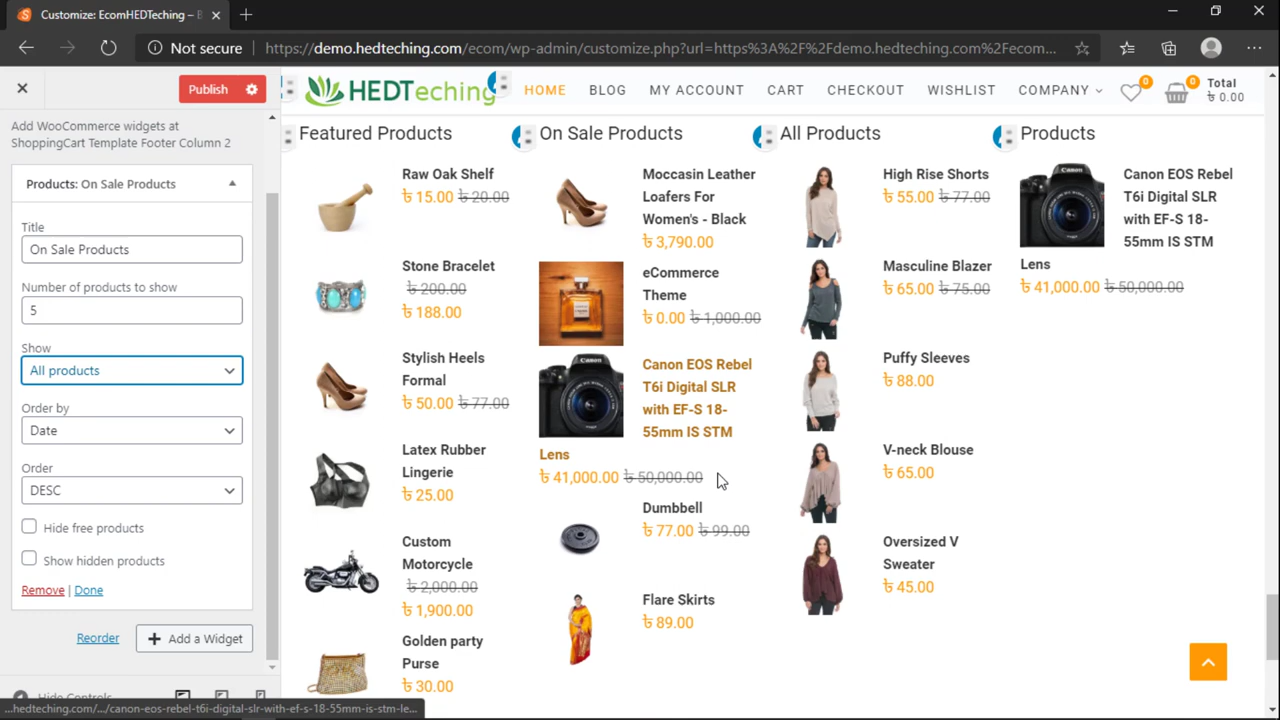 Customize: EcomHEDTeching – B
Not secure
https://demo.hedteching.com/ecom/wp-admin/customize.php?url=https%3A%2F%2Fdemo.hedteching.com%2Fecom...
Publish
Add WooCommerce widgets at
ShoppingCart Template Footer Column 2
Products: On Sale Products
Title
On Sale Products
Number of products to show
5
Show
All products
Order by
Date
Order
DESC
Hide free products
Show hidden products
Remove | Done
Reorder
Add a Widget
Hide Controls
HEDTeching
HOME
BLOG
MY ACCOUNT
CART
CHECKOUT
WISHLIST
COMPANY
0
0
Total
৳ 0.00
Featured Products
Raw Oak Shelf
৳ 15.00 ৳ 20.00
Stone Bracelet
৳ 200.00
৳ 188.00
Stylish Heels
Formal
৳ 50.00 ৳ 77.00
Latex Rubber
Lingerie
৳ 25.00
Custom
Motorcycle
৳ 2,000.00
৳ 1,900.00
Golden party
Purse
৳ 30.00
On Sale Products
Moccasin Leather
Loafers For
Women's - Black
৳ 3,790.00
eCommerce
Theme
৳ 0.00 ৳ 1,000.00
Canon
Canon EOS Rebel
T6i Digital SLR
with EF-S 18-
55mm IS STM
Lens
৳ 41,000.00 ৳ 50,000.00
Dumbbell
৳ 77.00 ৳ 99.00
Flare Skirts
৳ 89.00
All Products
High Rise Shorts
৳ 55.00 ৳ 77.00
Masculine Blazer
৳ 65.00 ৳ 75.00
Puffy Sleeves
৳ 88.00
V-neck Blouse
৳ 65.00
Oversized V
Sweater
৳ 45.00
Products
Canon
Canon EOS Rebel
T6i Digital SLR
with EF-S 18-
55mm IS STM
Lens
৳ 41,000.00 ৳ 50,000.00
hedteching.com/.../canon-eos-rebel-t6i-digital-slr-with-ef-s-18-55mm-is-stm-le...